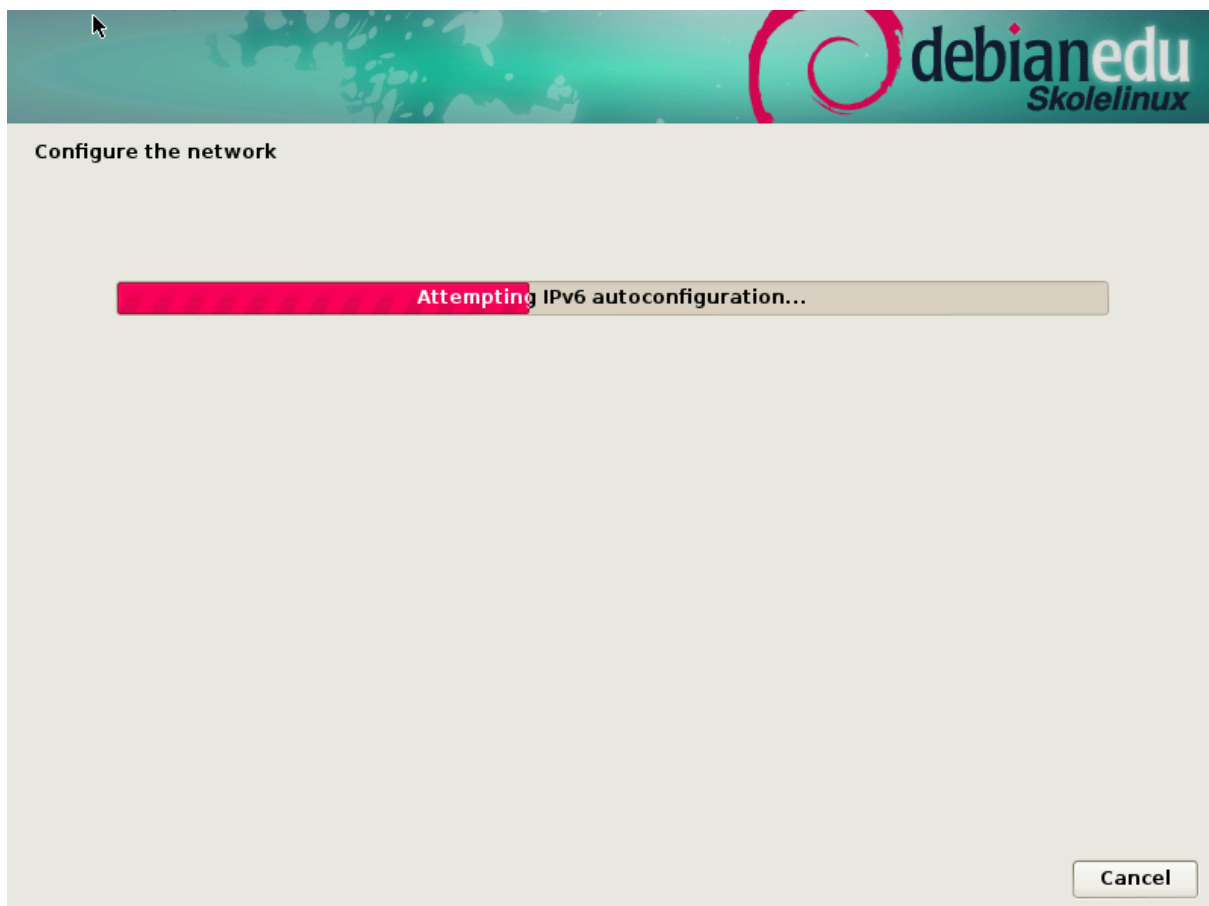 debianedu
Skolelinux
Configure the network
Attempting IPv6 autoconfiguration...
Cancel